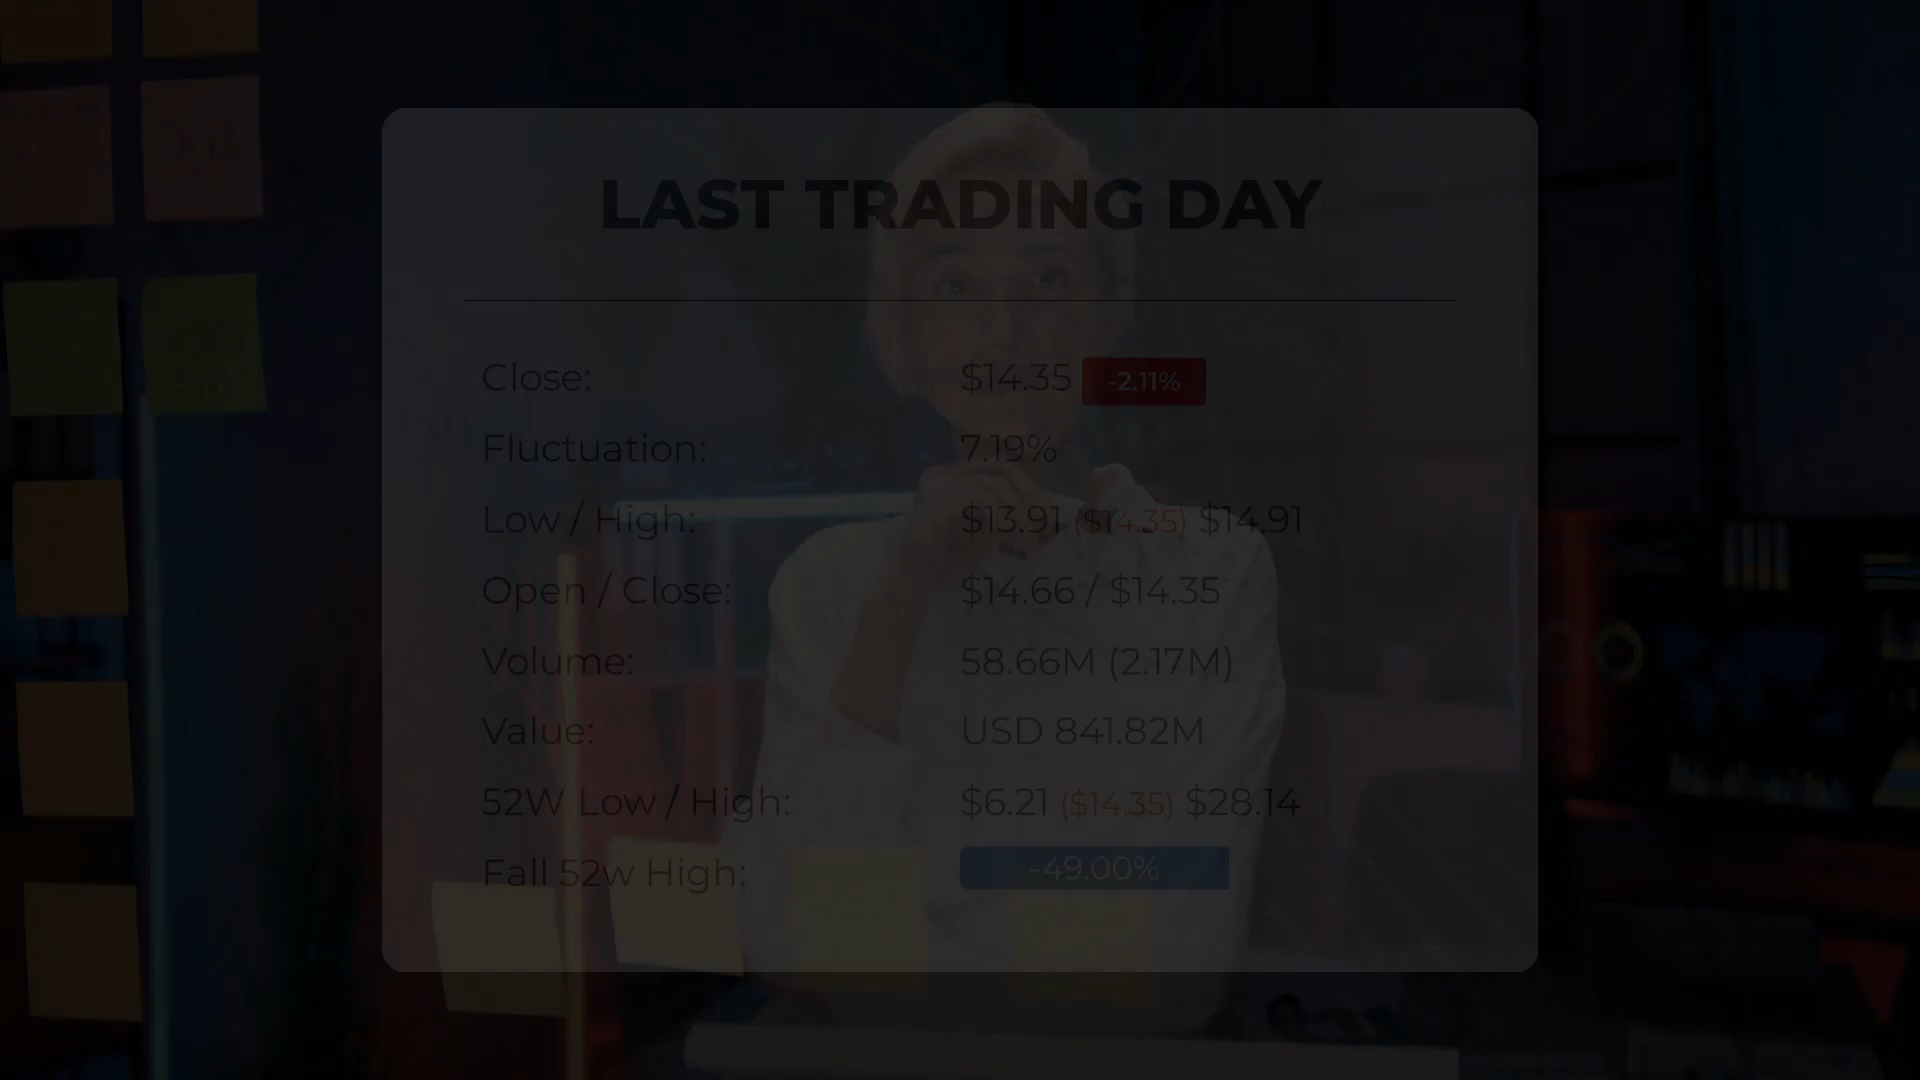 LAST TRADING DAY
Close: $14.35 -2.11%
Fluctuation: 7.19%
Low / High: $13.91 ($14.35) $14.91
Open / Close: $14.66 / $14.35
Volume: 58.66M (2.17M)
Value: USD 841.82M
52W Low / High: $6.21 ($14.35) $28.14
Fall 52w High: -49.00%